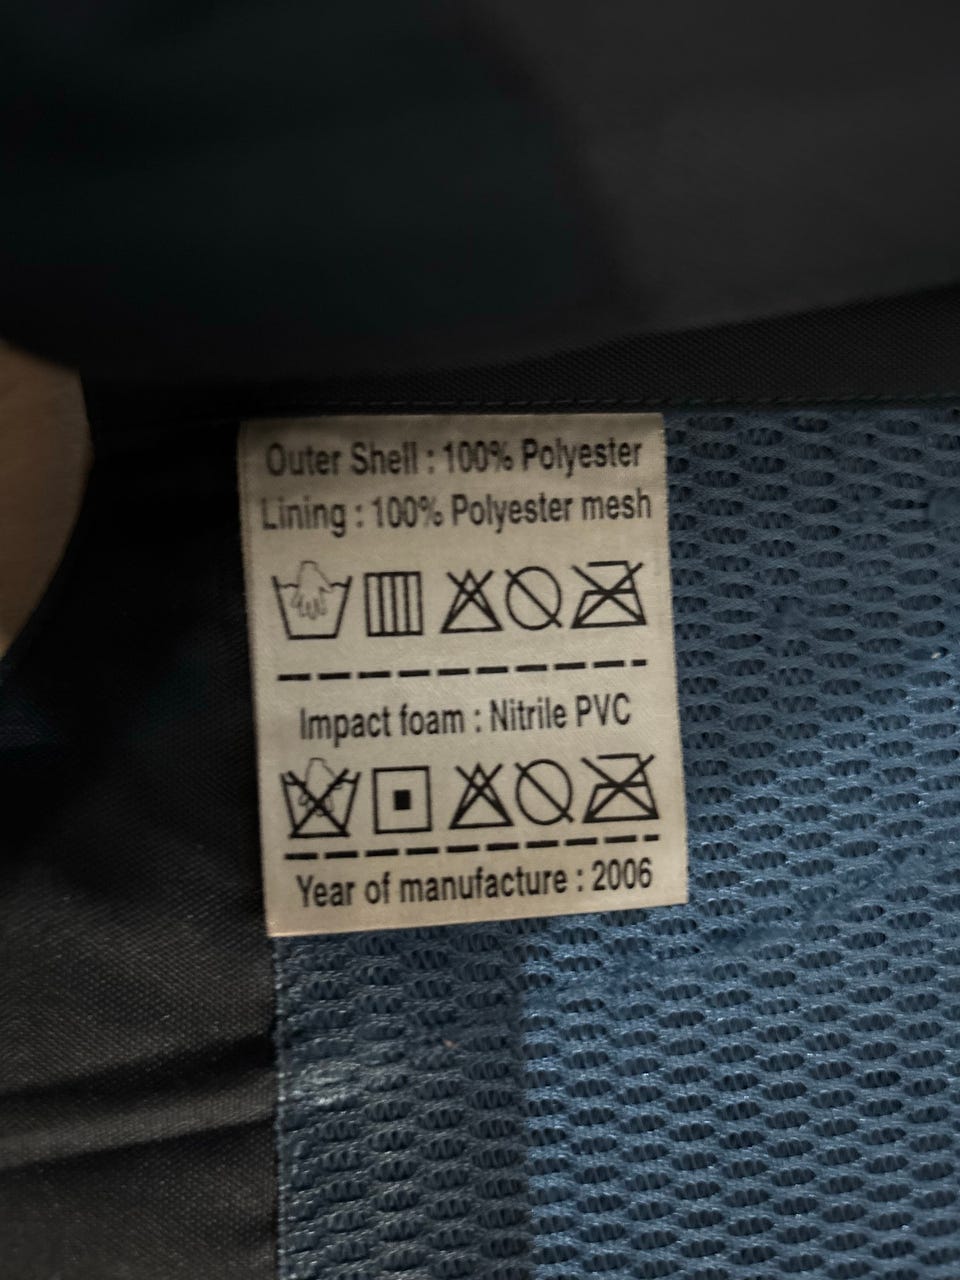 Outer Shell : 100% Polyester
Lining : 100% Polyester mesh
Impact foam : Nitrile PVC
Year of manufacture : 2006